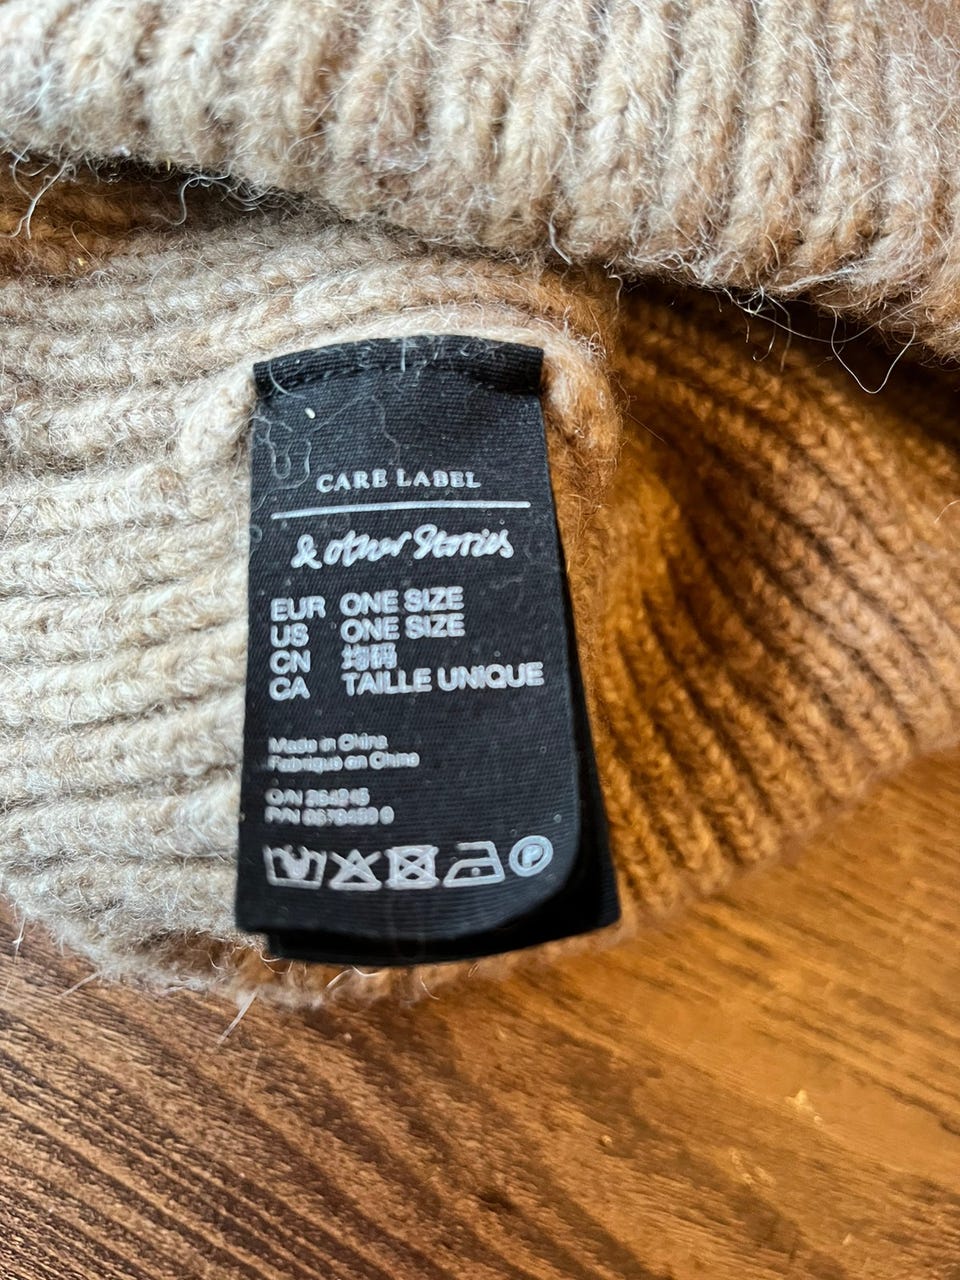 CARE LABEL
& other Stories
EUR ONE SIZE
US ONE SIZE
CN 均码
CA TAILLE UNIQUE
Made in China
Fabriqué en Chine
O/N
P/N
P